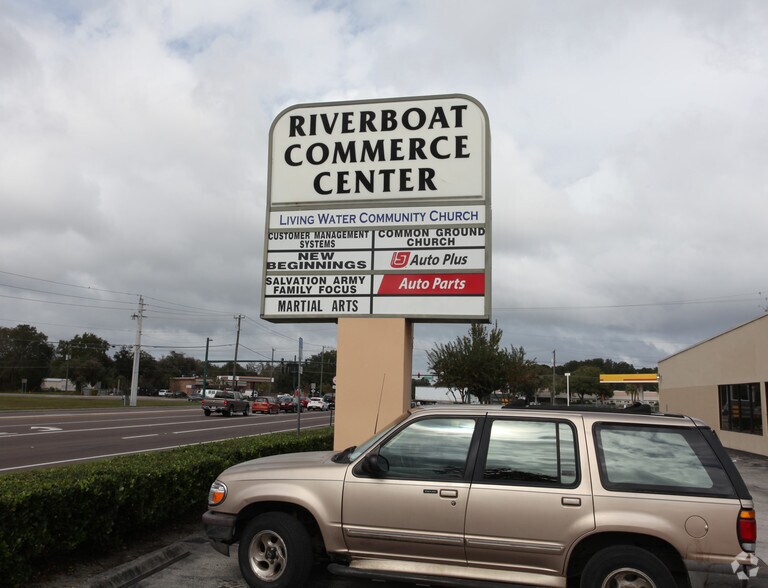 RIVERBOAT
COMMERCE
CENTER
LIVING WATER COMMUNITY CHURCH
CUSTOMER MANAGEMENT
SYSTEMS
COMMON GROUND
CHURCH
NEW
BEGINNINGS
Auto Plus
SALVATION ARMY
FAMILY FOCUS
Auto Parts
MARTIAL ARTS